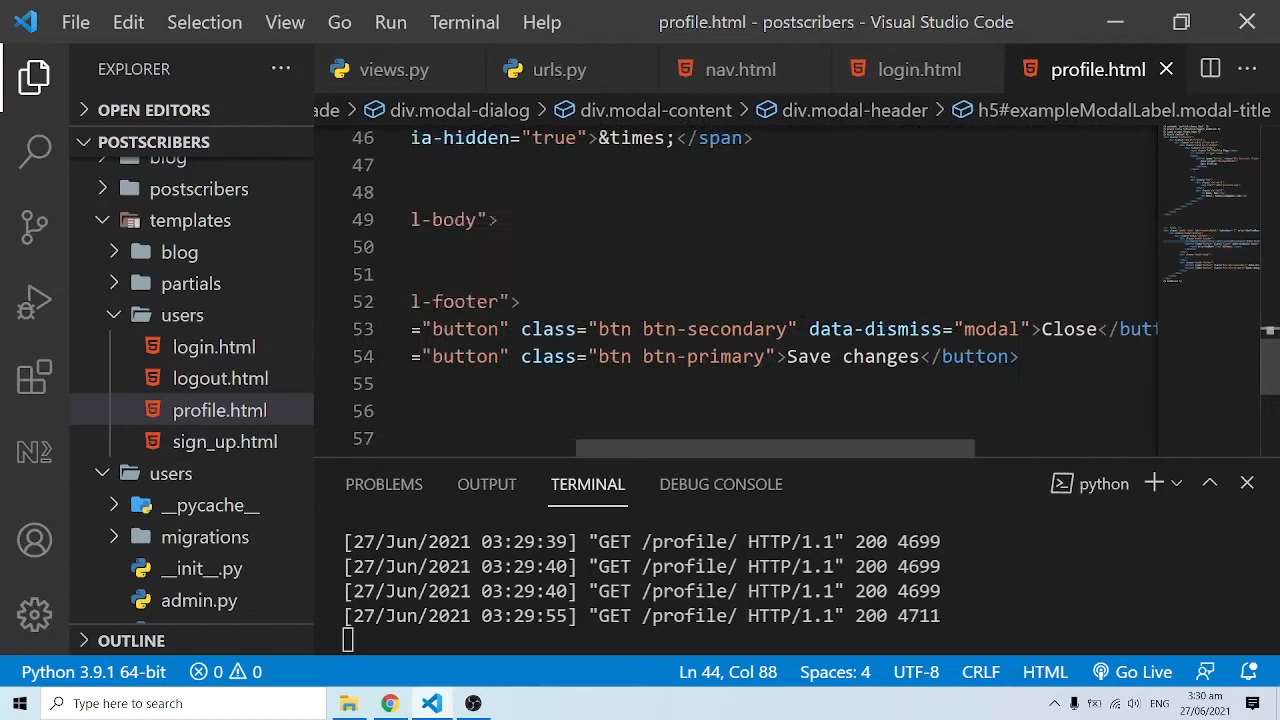 File Edit Selection View Go Run Terminal Help profile.html - postscribers - Visual Studio Code
EXPLORER
views.py urls.py nav.html login.html profile.html
OPEN EDITORS
ade > div.modal-dialog > div.modal-content > div.modal-header > h5#exampleModalLabel.modal-title
POSTSCRIBERS
blog
postscribers
templates
blog
partials
users
login.html
logout.html
profile.html
sign_up.html
users
__pycache__
migrations
__init__.py
admin.py
OUTLINE
46 ia-hidden="true">&times;</span>
47
48
49 l-body">
50
51
52 l-footer">
53 ="button" class="btn btn-secondary" data-dismiss="modal">Close</butt
54 ="button" class="btn btn-primary">Save changes</button>
55
56
57
PROBLEMS OUTPUT TERMINAL DEBUG CONSOLE python
[27/Jun/2021 03:29:39] "GET /profile/ HTTP/1.1" 200 4699
[27/Jun/2021 03:29:40] "GET /profile/ HTTP/1.1" 200 4699
[27/Jun/2021 03:29:40] "GET /profile/ HTTP/1.1" 200 4699
[27/Jun/2021 03:29:55] "GET /profile/ HTTP/1.1" 200 4711
Python 3.9.1 64-bit 0 0 Ln 44, Col 88 Spaces: 4 UTF-8 CRLF HTML Go Live
Type here to search ENG 3:30 am
27/06/2021